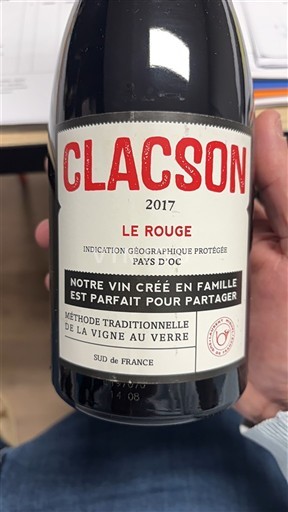 CLACSON
2017
LE ROUGE
INDICATION GÉOGRAPHIQUE PROTÉGÉE
PAYS D'OC
NOTRE VIN CRÉÉ EN FAMILLE
EST PARFAIT POUR PARTAGER
MÉTHODE TRADITIONNELLE
DE LA VIGNE AU VERRE
SUD DE FRANCE